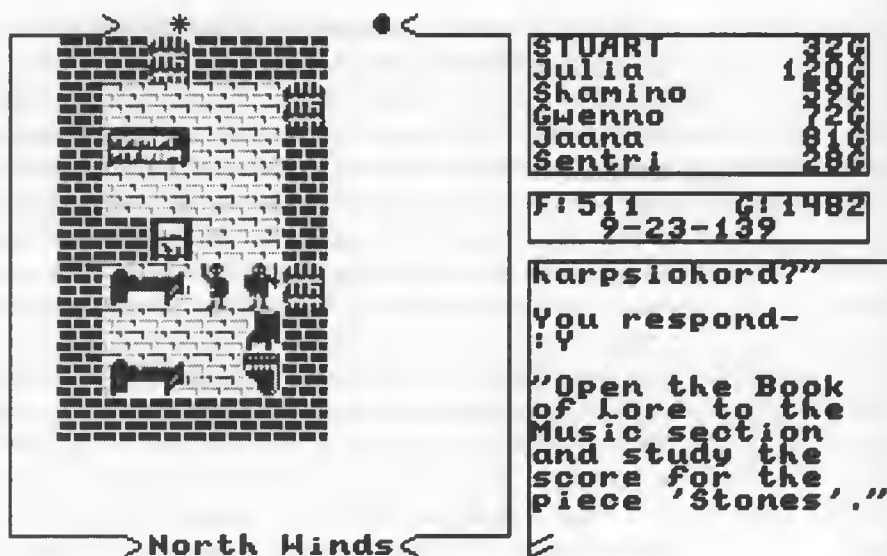 STUART 32G
Julia 120G
Shamino
Gwenno 72G
Jaana 81G
Sentri 28G
F:511 G:1482
9-23-139
harpsichord?"
You respond-
:Y
"Open the Book
of Lore to the
Music section
and study the
score for the
piece 'Stones'."
North Winds